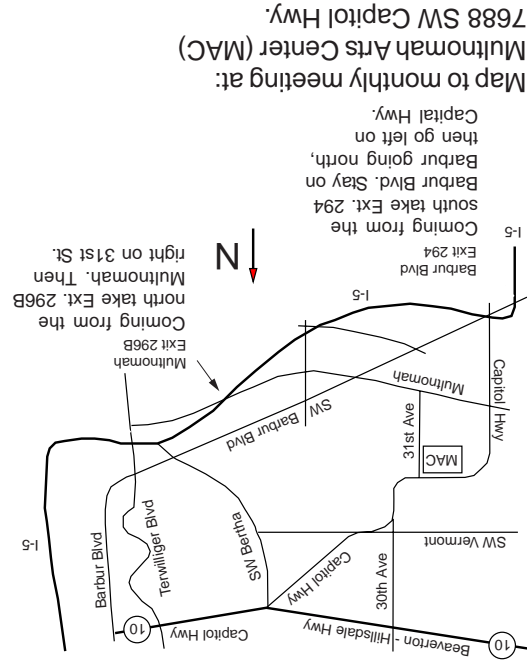 10
Beaverton - Hillsdale Hwy
Capitol Hwy
10
30th Ave
Capitol Hwy
SW Vermont
SW Bertha
Terwilliger Blvd
Barbur Blvd
I-5
MAC
31st Ave
Capitol Hwy
Multnomah
SW
Barbur Blvd
I-5
Multnomah
Exit 296B
Coming from the
north take Ext. 296B
Multnomah. Then
right on 31st St.
N
I-5
Barbur Blvd
Exit 294
Coming from the
south take Ext. 294
Barbur Blvd. Stay on
Barbur going north,
then go left on
Capital Hwy.
Map to monthly meeting at:
Multnomah Arts Center (MAC)
7688 SW Capitol Hwy.